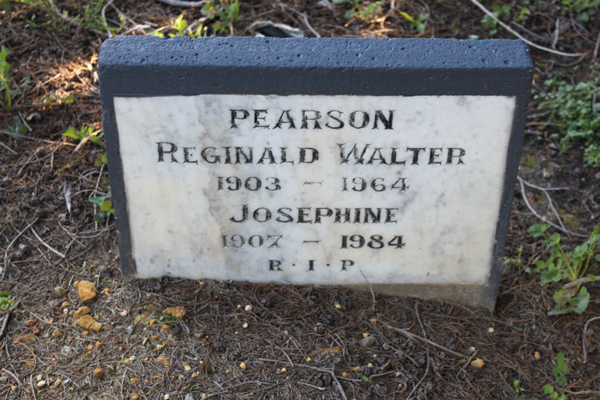 PEARSON
REGINALD WALTER
1903 ~ 1964
JOSEPHINE
1907 - 1984
R · I · P